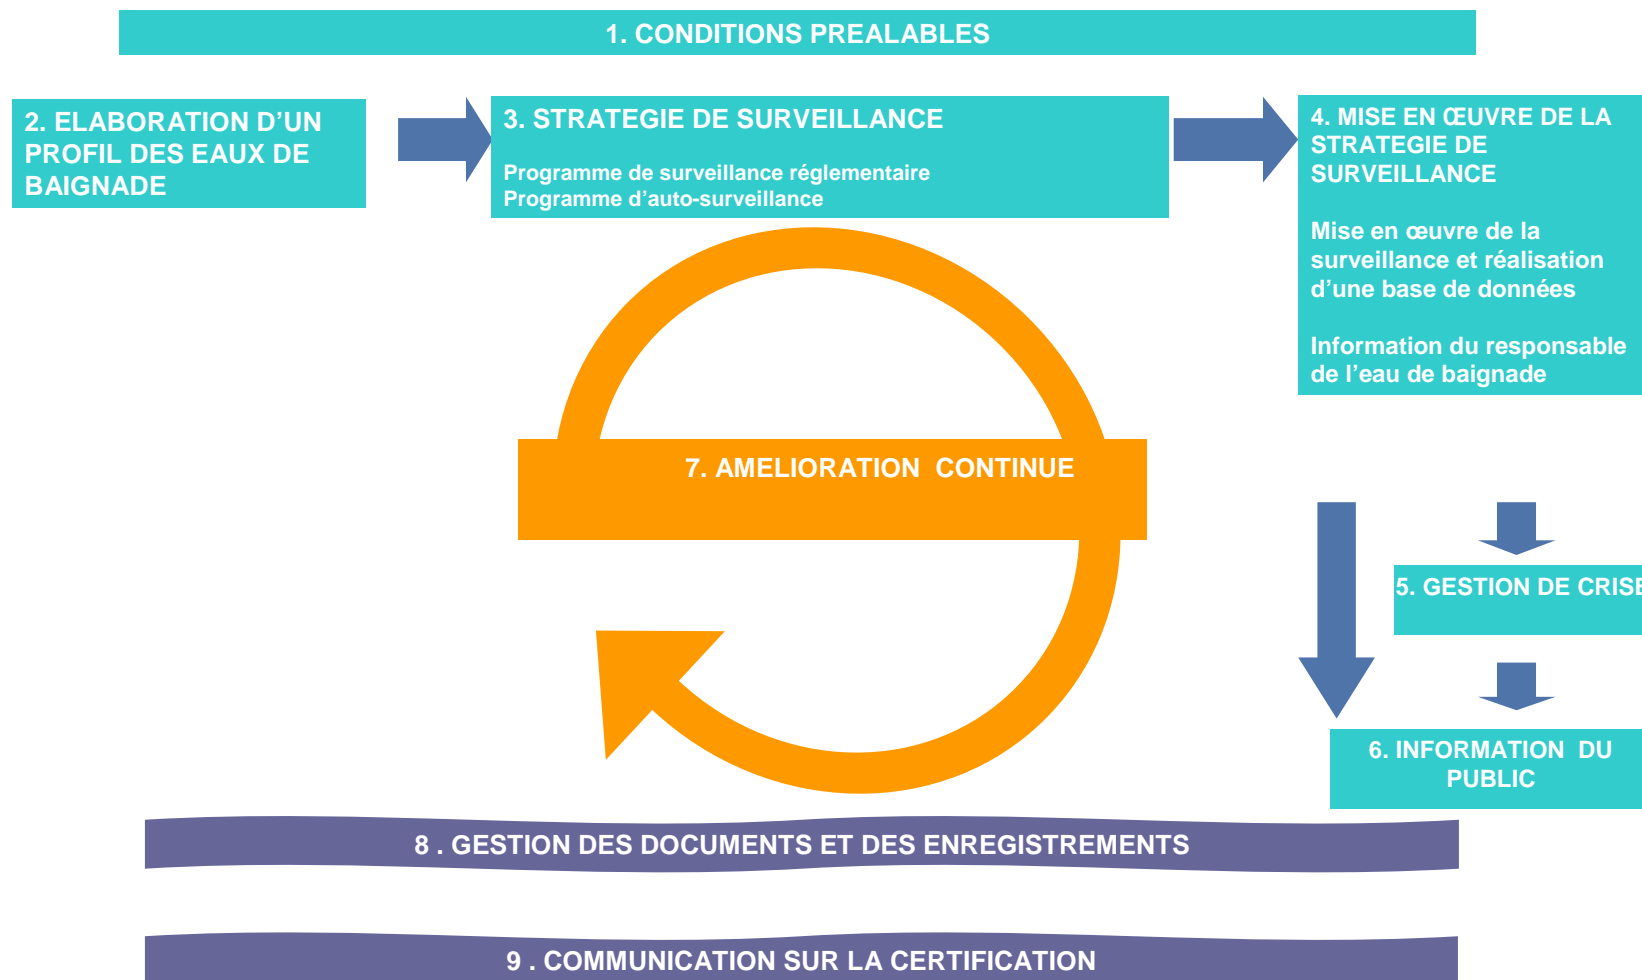 1. CONDITIONS PREALABLES
2. ELABORATION D’UN
PROFIL DES EAUX DE
BAIGNADE
3. STRATEGIE DE SURVEILLANCE
Programme de surveillance réglementaire
Programme d’auto-surveillance
4. MISE EN ŒUVRE DE LA
STRATEGIE DE
SURVEILLANCE
Mise en œuvre de la
surveillance et réalisation
d’une base de données
Information du responsable
de l’eau de baignade
7. AMELIORATION CONTINUE
5. GESTION DE CRISE
6. INFORMATION DU
PUBLIC
8 . GESTION DES DOCUMENTS ET DES ENREGISTREMENTS
9 . COMMUNICATION SUR LA CERTIFICATION